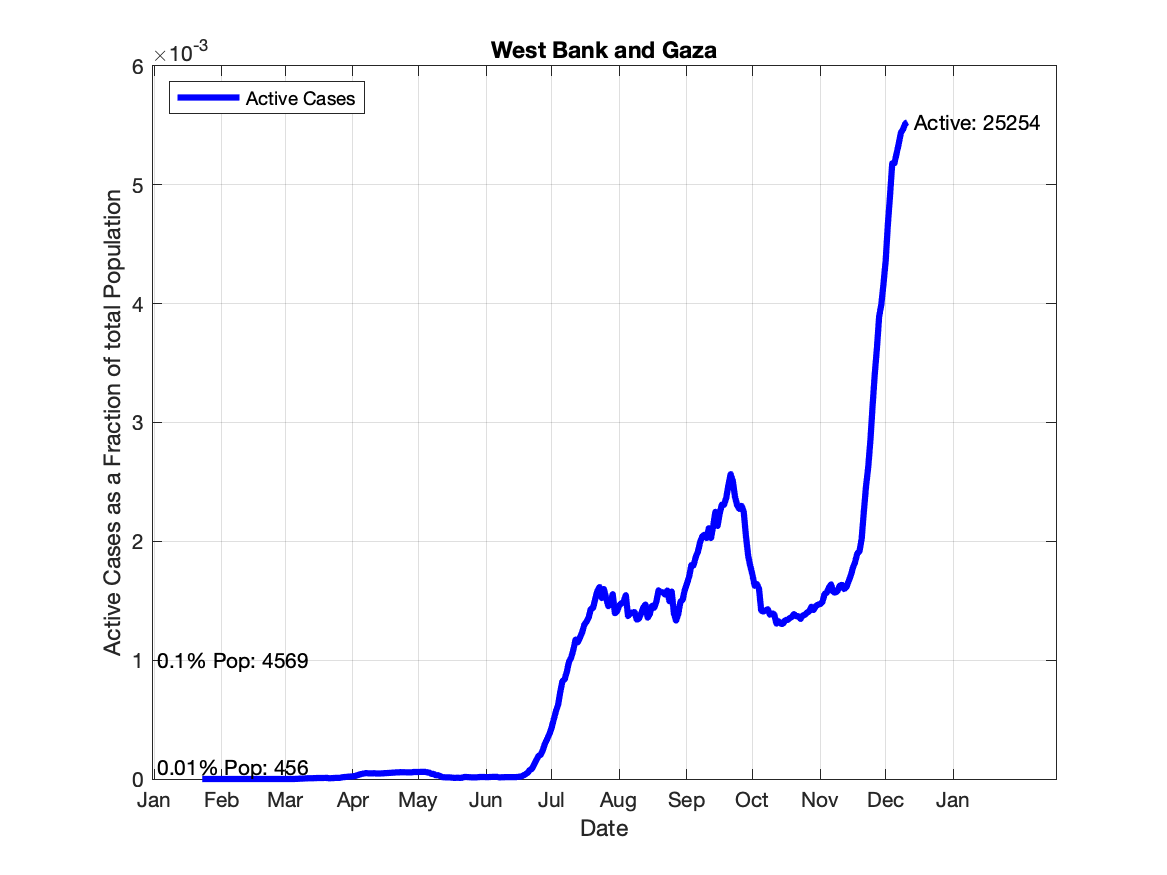 West Bank and Gaza
×10-3
Active Cases
Active: 25254
6
5
4
3
2
1
0
0.1% Pop: 4569
0.01% Pop: 456
Active Cases as a Fraction of total Population
Jan Feb Mar Apr May Jun Jul Aug Sep Oct Nov Dec Jan
Date